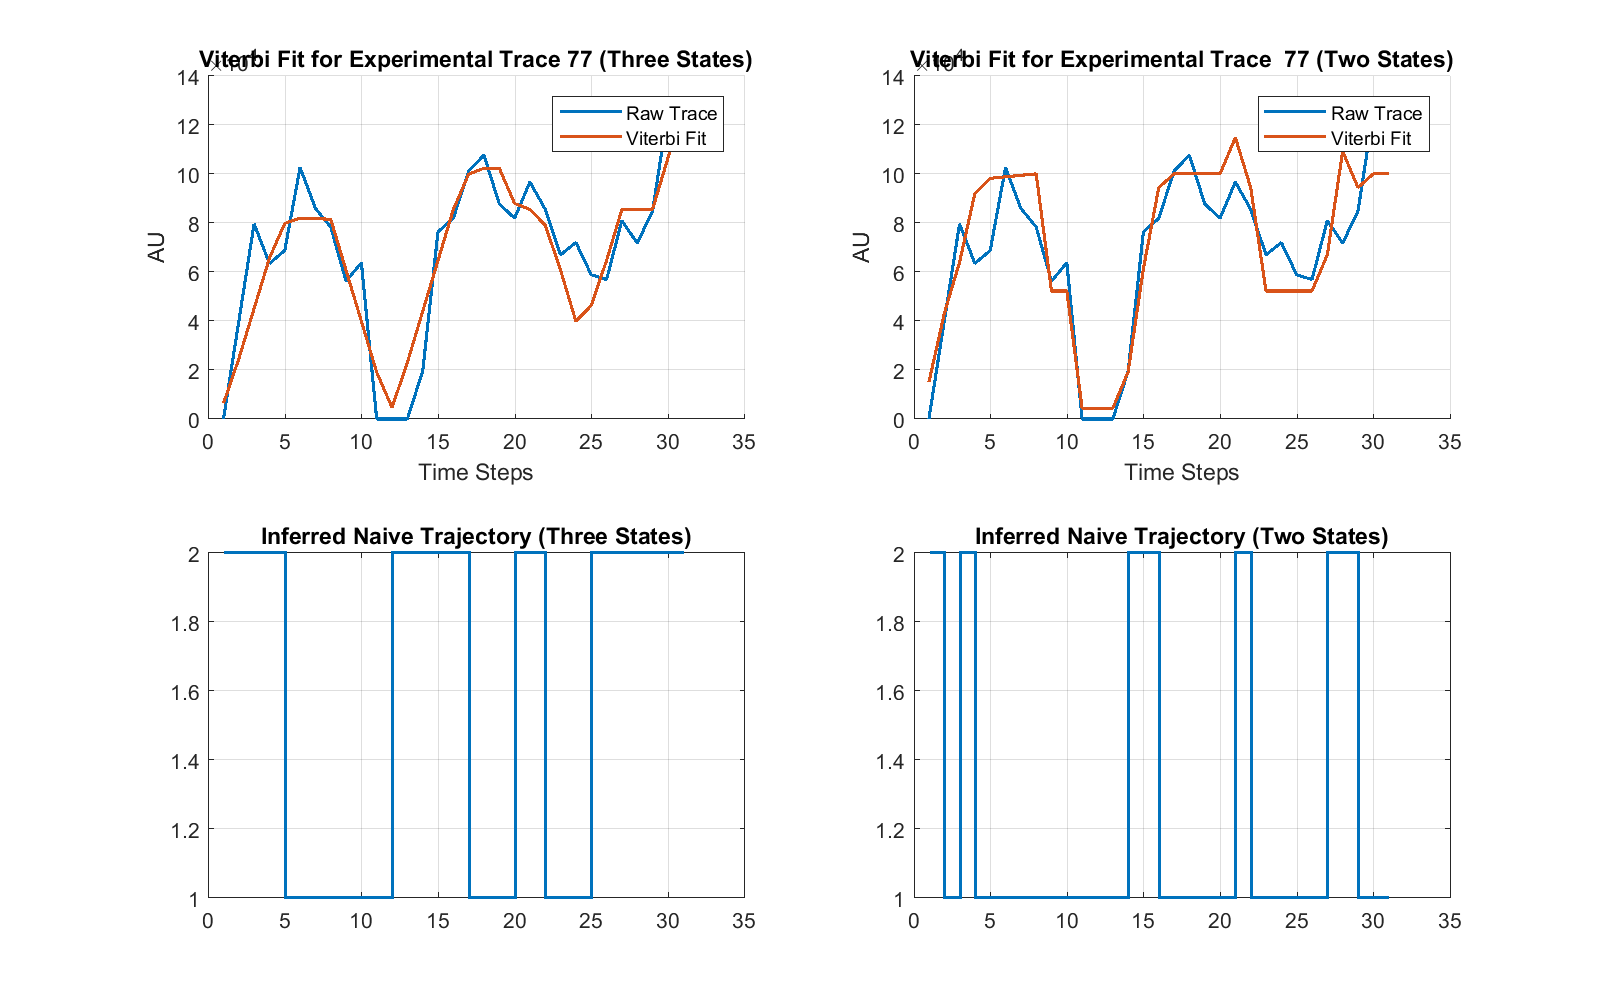 Viterbi Fit for Experimental Trace 77 (Three States)
14
12
10
8
6
4
2
0
AU
Raw Trace
Viterbi Fit
0 5 10 15 20 25 30 35
Time Steps
Viterbi Fit for Experimental Trace 77 (Two States)
14
12
10
8
6
4
2
0
AU
Raw Trace
Viterbi Fit
0 5 10 15 20 25 30 35
Time Steps
Inferred Naive Trajectory (Three States)
2
1.8
1.6
1.4
1.2
1
0 5 10 15 20 25 30 35
Inferred Naive Trajectory (Two States)
2
1.8
1.6
1.4
1.2
1
0 5 10 15 20 25 30 35